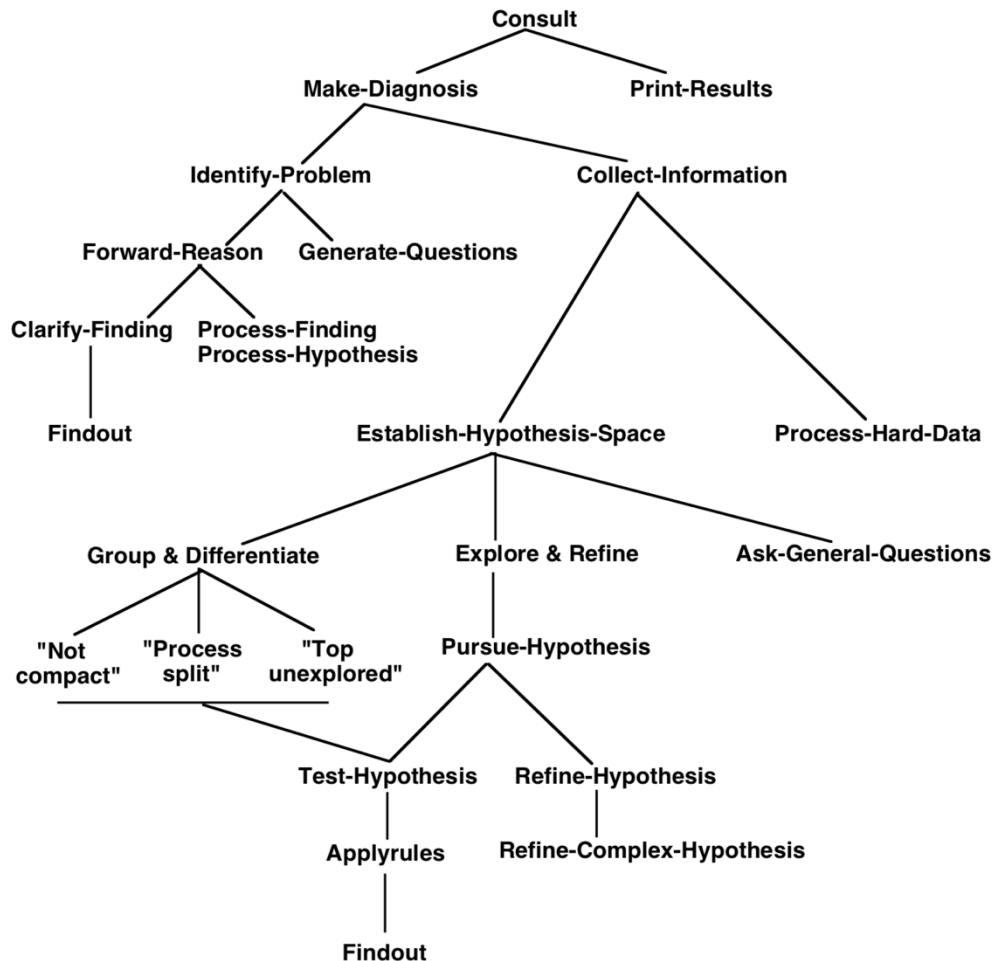 Consult
Make-Diagnosis
Print-Results
Identify-Problem
Collect-Information
Forward-Reason
Generate-Questions
Clarify-Finding
Process-Finding
Process-Hypothesis
Findout
Establish-Hypothesis-Space
Process-Hard-Data
Group & Differentiate
Explore & Refine
Ask-General-Questions
"Not
compact"
"Process
split"
"Top
unexplored"
Pursue-Hypothesis
Test-Hypothesis
Refine-Hypothesis
Applyrules
Refine-Complex-Hypothesis
Findout